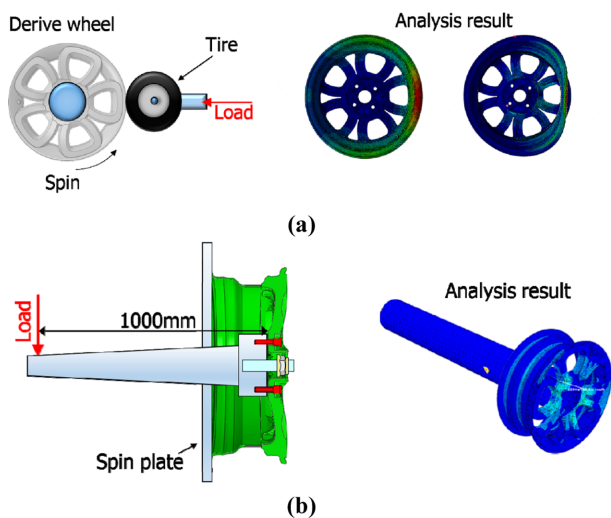 Derive wheel
Tire
Load
Spin
Analysis result
(a)
Load
1000mm
Spin plate
Analysis result
(b)